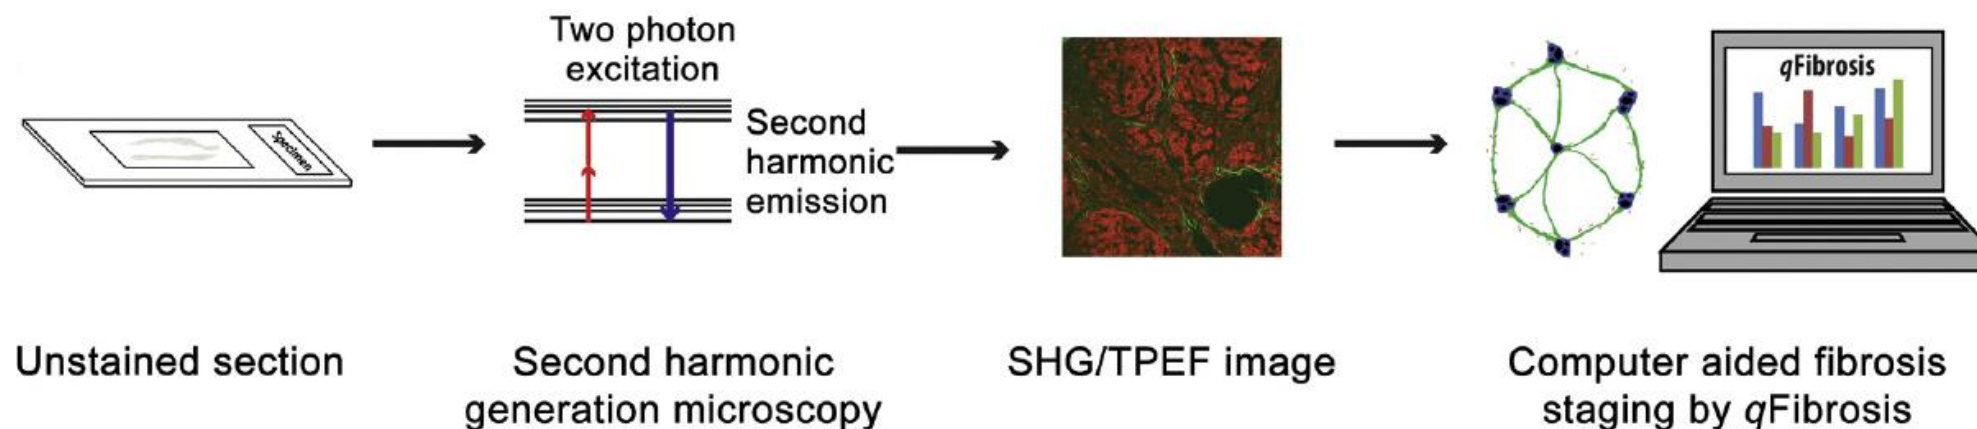 Two photon
excitation
Specimen
Second
harmonic
emission
qFibrosis
Unstained section
Second harmonic
generation microscopy
SHG/TPEF image
Computer aided fibrosis
staging by qFibrosis